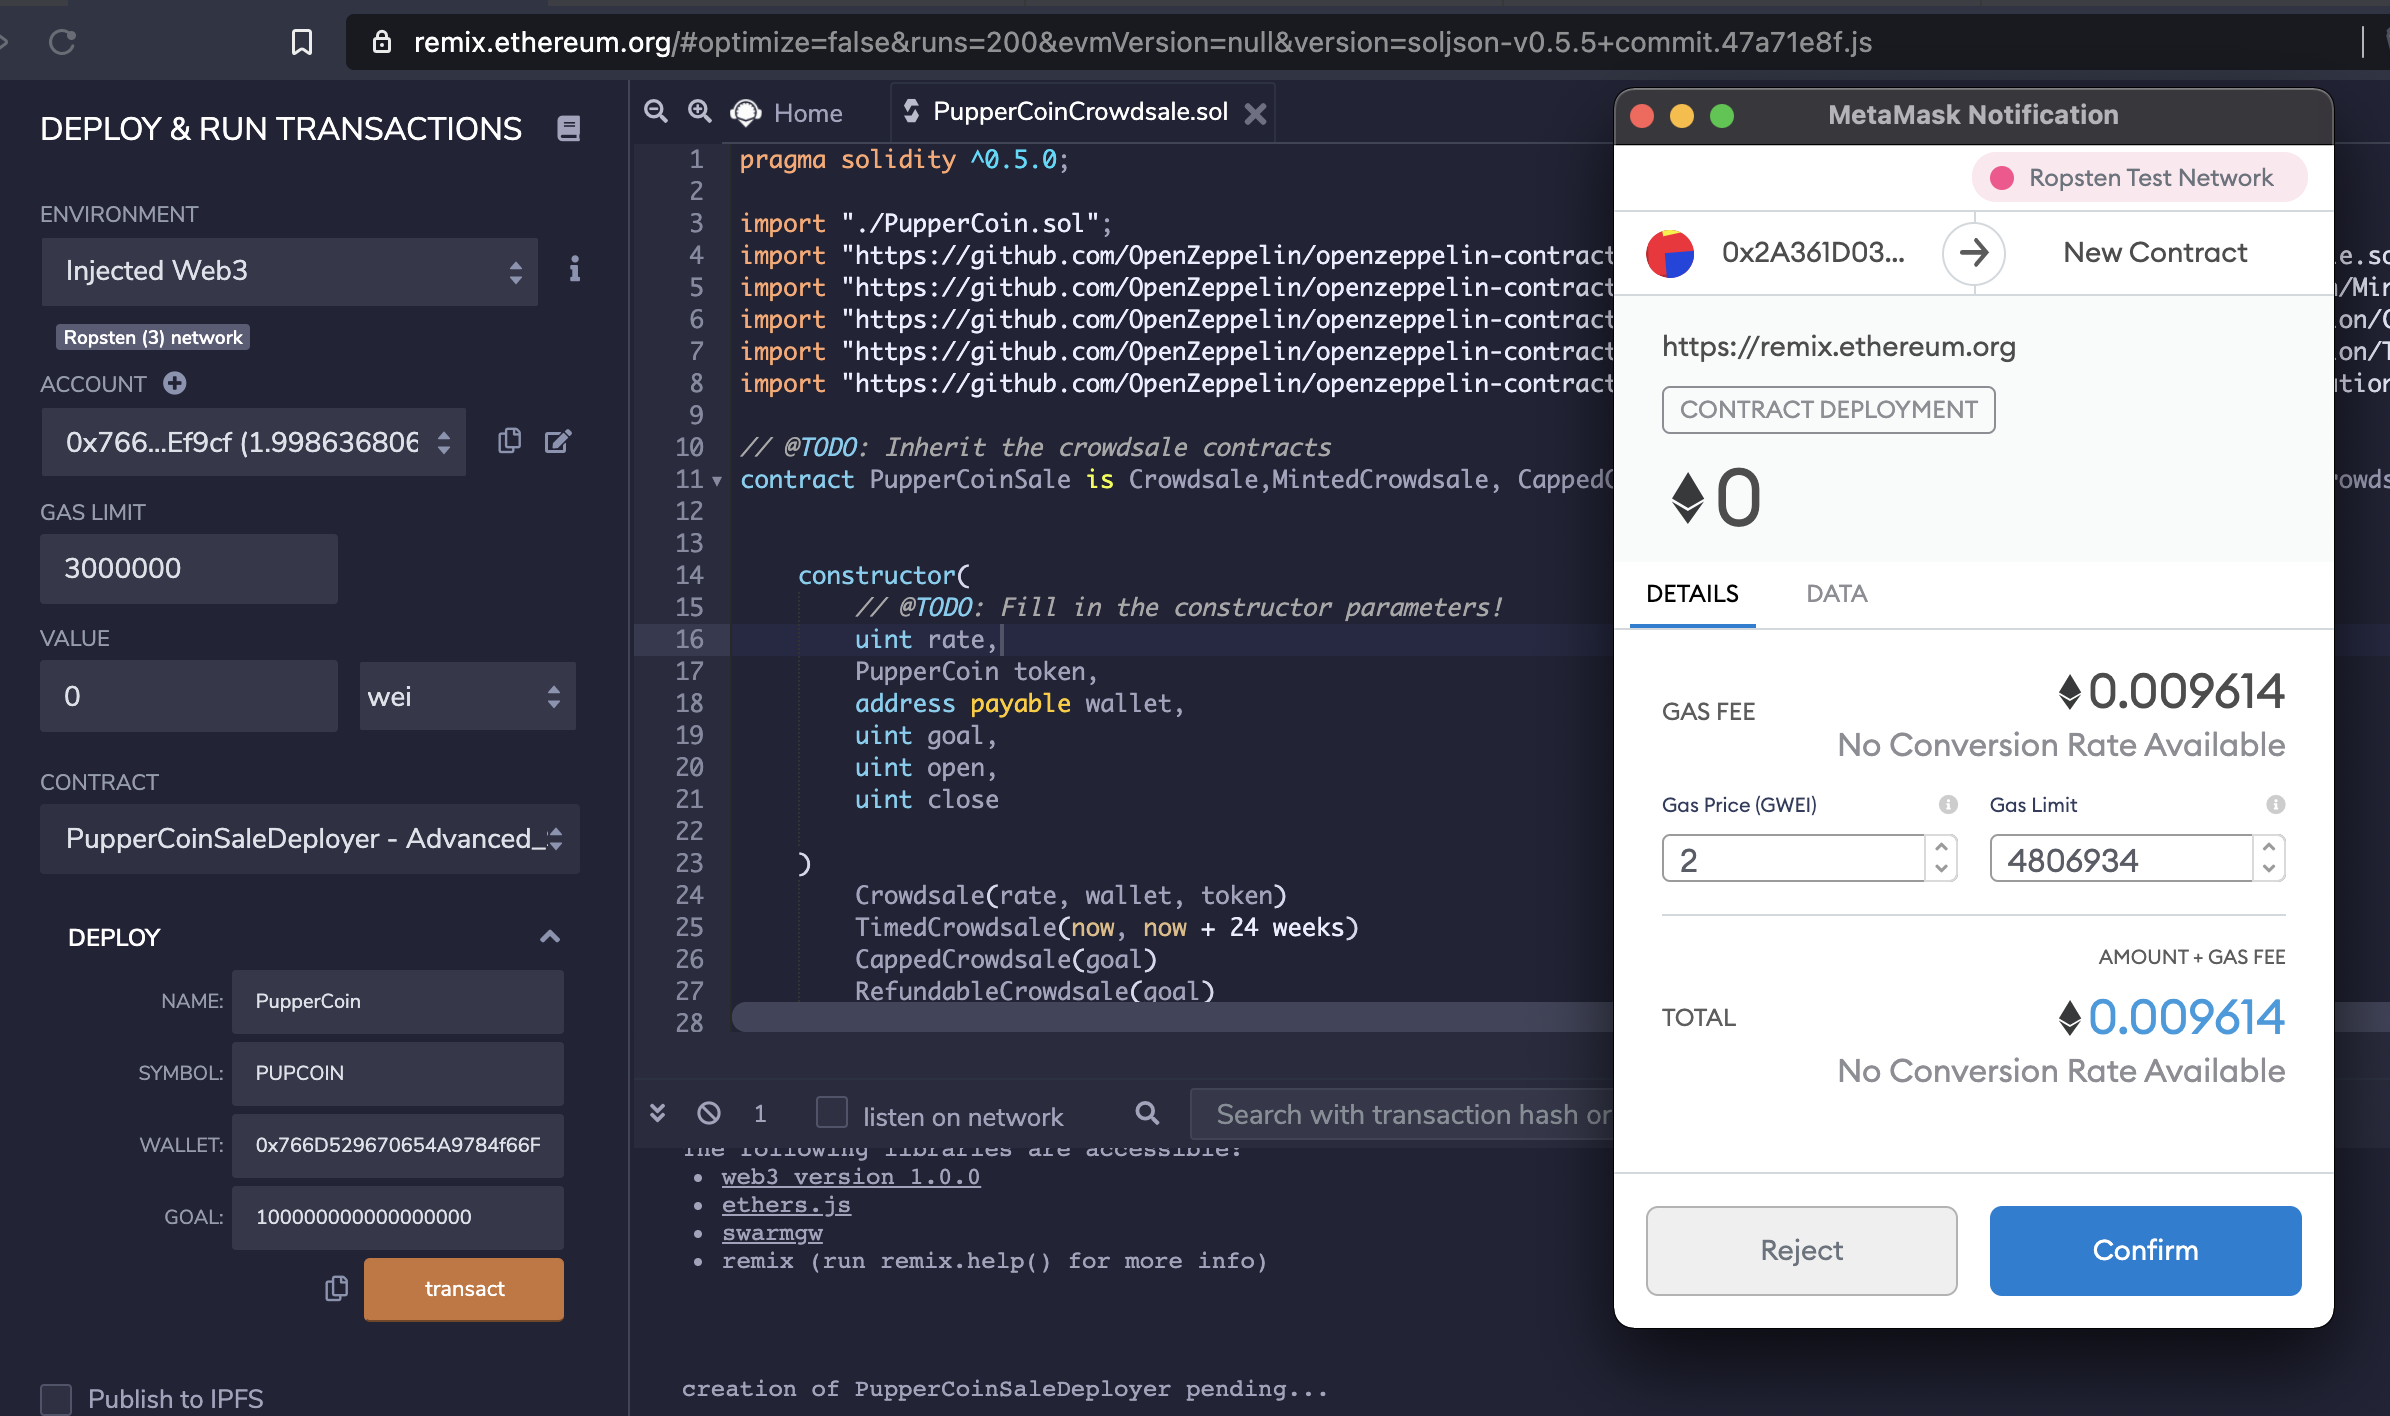 remix.ethereum.org/#optimize=false&runs=200&evmVersion=null&version=soljson-v0.5.5+commit.47a71e8f.js
DEPLOY & RUN TRANSACTIONS
ENVIRONMENT
Injected Web3
Ropsten (3) network
ACCOUNT
0x766...Ef9cf (1.998636806
GAS LIMIT
3000000
VALUE
0
wei
CONTRACT
PupperCoinSaleDeployer - Advanced_
DEPLOY
NAME: PupperCoin
SYMBOL: PUPCOIN
WALLET: 0x766D529670654A9784f66F
GOAL: 100000000000000000
transact
Publish to IPFS
Home
PupperCoinCrowdsale.sol
1 pragma solidity ^0.5.0;
2
3 import "./PupperCoin.sol";
4 import "https://github.com/OpenZeppelin/openzeppelin-contract
5 import "https://github.com/OpenZeppelin/openzeppelin-contract
6 import "https://github.com/OpenZeppelin/openzeppelin-contract
7 import "https://github.com/OpenZeppelin/openzeppelin-contract
8 import "https://github.com/OpenZeppelin/openzeppelin-contract
9
10 // @TODO: Inherit the crowdsale contracts
11 contract PupperCoinSale is Crowdsale,MintedCrowdsale, Capped
12
13
14 constructor(
15 // @TODO: Fill in the constructor parameters!
16 uint rate,
17 PupperCoin token,
18 address payable wallet,
19 uint goal,
20 uint open,
21 uint close
22
23 )
24 Crowdsale(rate, wallet, token)
25 TimedCrowdsale(now, now + 24 weeks)
26 CappedCrowdsale(goal)
27 RefundableCrowdsale(goal)
28
1
listen on network
Search with transaction hash or
The following libraries are accessible:
• web3 version 1.0.0
• ethers.js
• swarmgw
• remix (run remix.help() for more info)
creation of PupperCoinSaleDeployer pending...
MetaMask Notification
Ropsten Test Network
0x2A361D03...
New Contract
https://remix.ethereum.org
CONTRACT DEPLOYMENT
0
DETAILS
DATA
GAS FEE
0.009614
No Conversion Rate Available
Gas Price (GWEI)
Gas Limit
2
4806934
AMOUNT + GAS FEE
TOTAL
0.009614
No Conversion Rate Available
Reject
Confirm